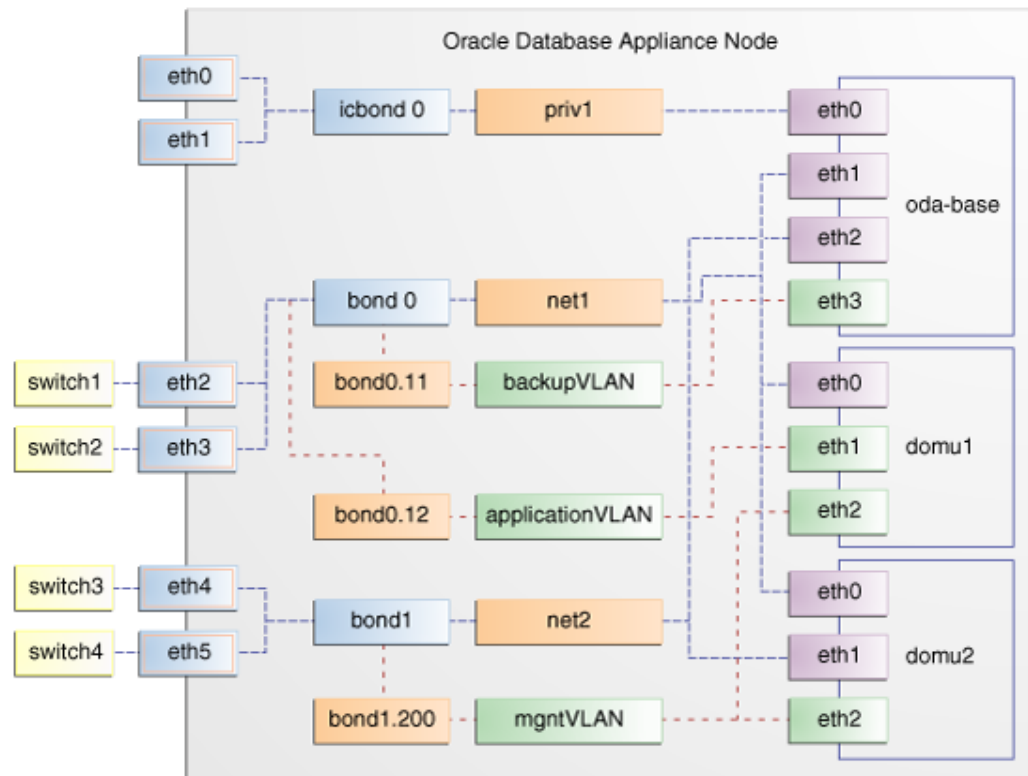 Oracle Database Appliance Node
eth0
eth1
icbond 0
priv1
eth0
eth1
eth2
eth3
oda-base
bond 0
net1
switch1
eth2
bond0.11
backupVLAN
switch2
eth3
bond0.12
applicationVLAN
eth0
eth1
eth2
domu1
switch3
eth4
switch4
eth5
bond1
net2
bond1.200
mgntVLAN
eth0
eth1
eth2
domu2